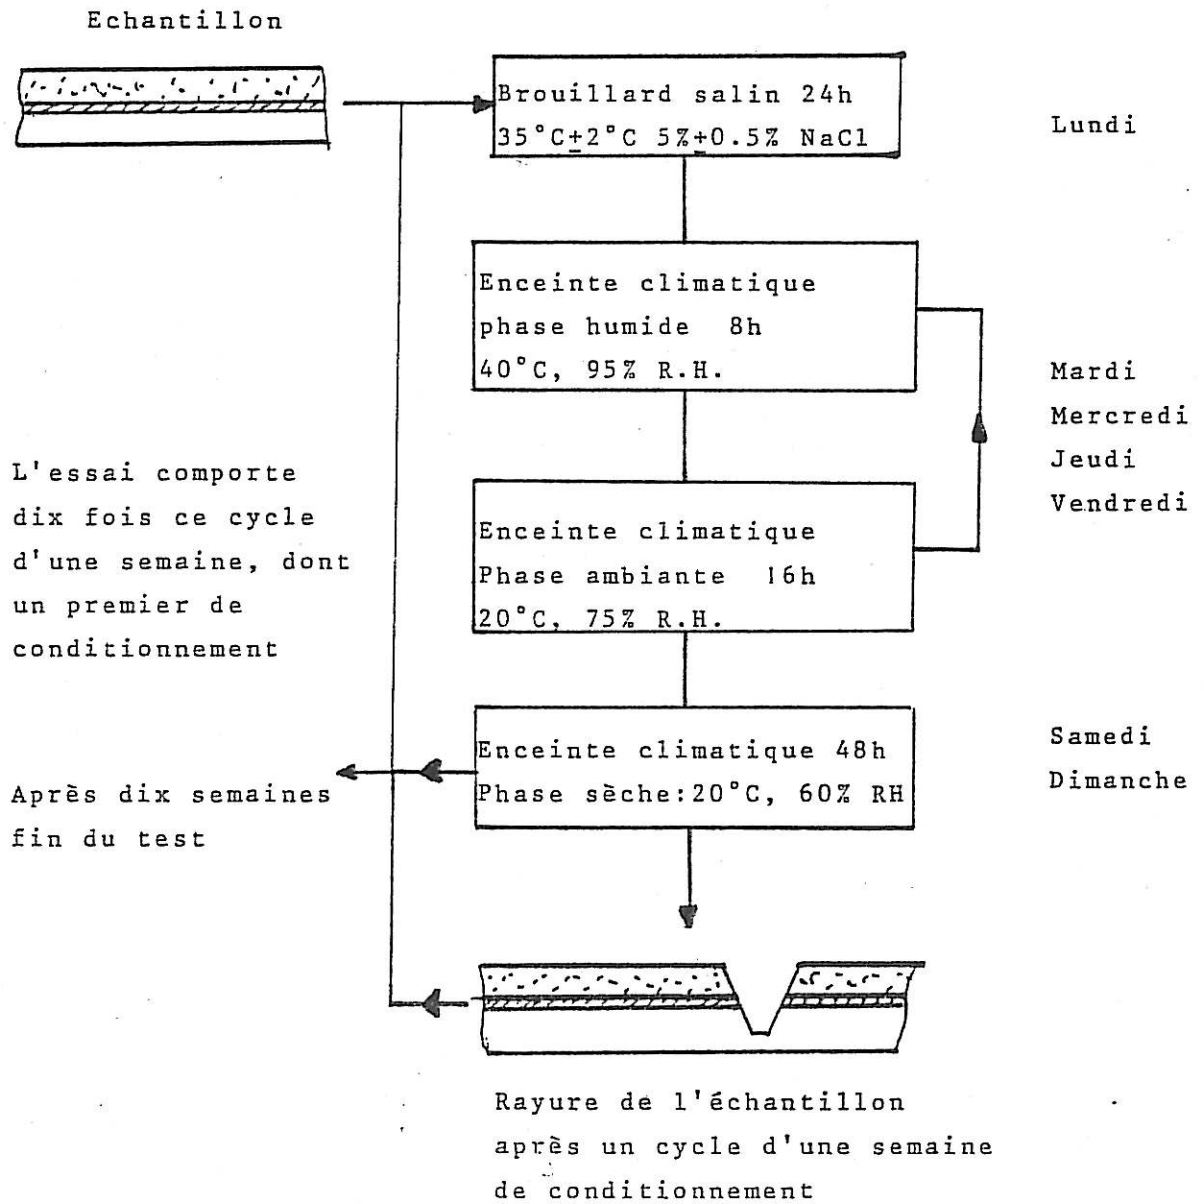 Echantillon
Brouillard salin 24h
35°C±2°C 5%±0.5% NaCl
Lundi
Enceinte climatique
phase humide 8h
40°C, 95% R.H.
Mardi
Mercredi
Jeudi
Vendredi
L'essai comporte
dix fois ce cycle
d'une semaine, dont
un premier de
conditionnement
Enceinte climatique
Phase ambiante 16h
20°C, 75% R.H.
Enceinte climatique 48h
Phase sèche:20°C, 60% RH
Samedi
Dimanche
Après dix semaines
fin du test
Rayure de l'échantillon
après un cycle d'une semaine
de conditionnement